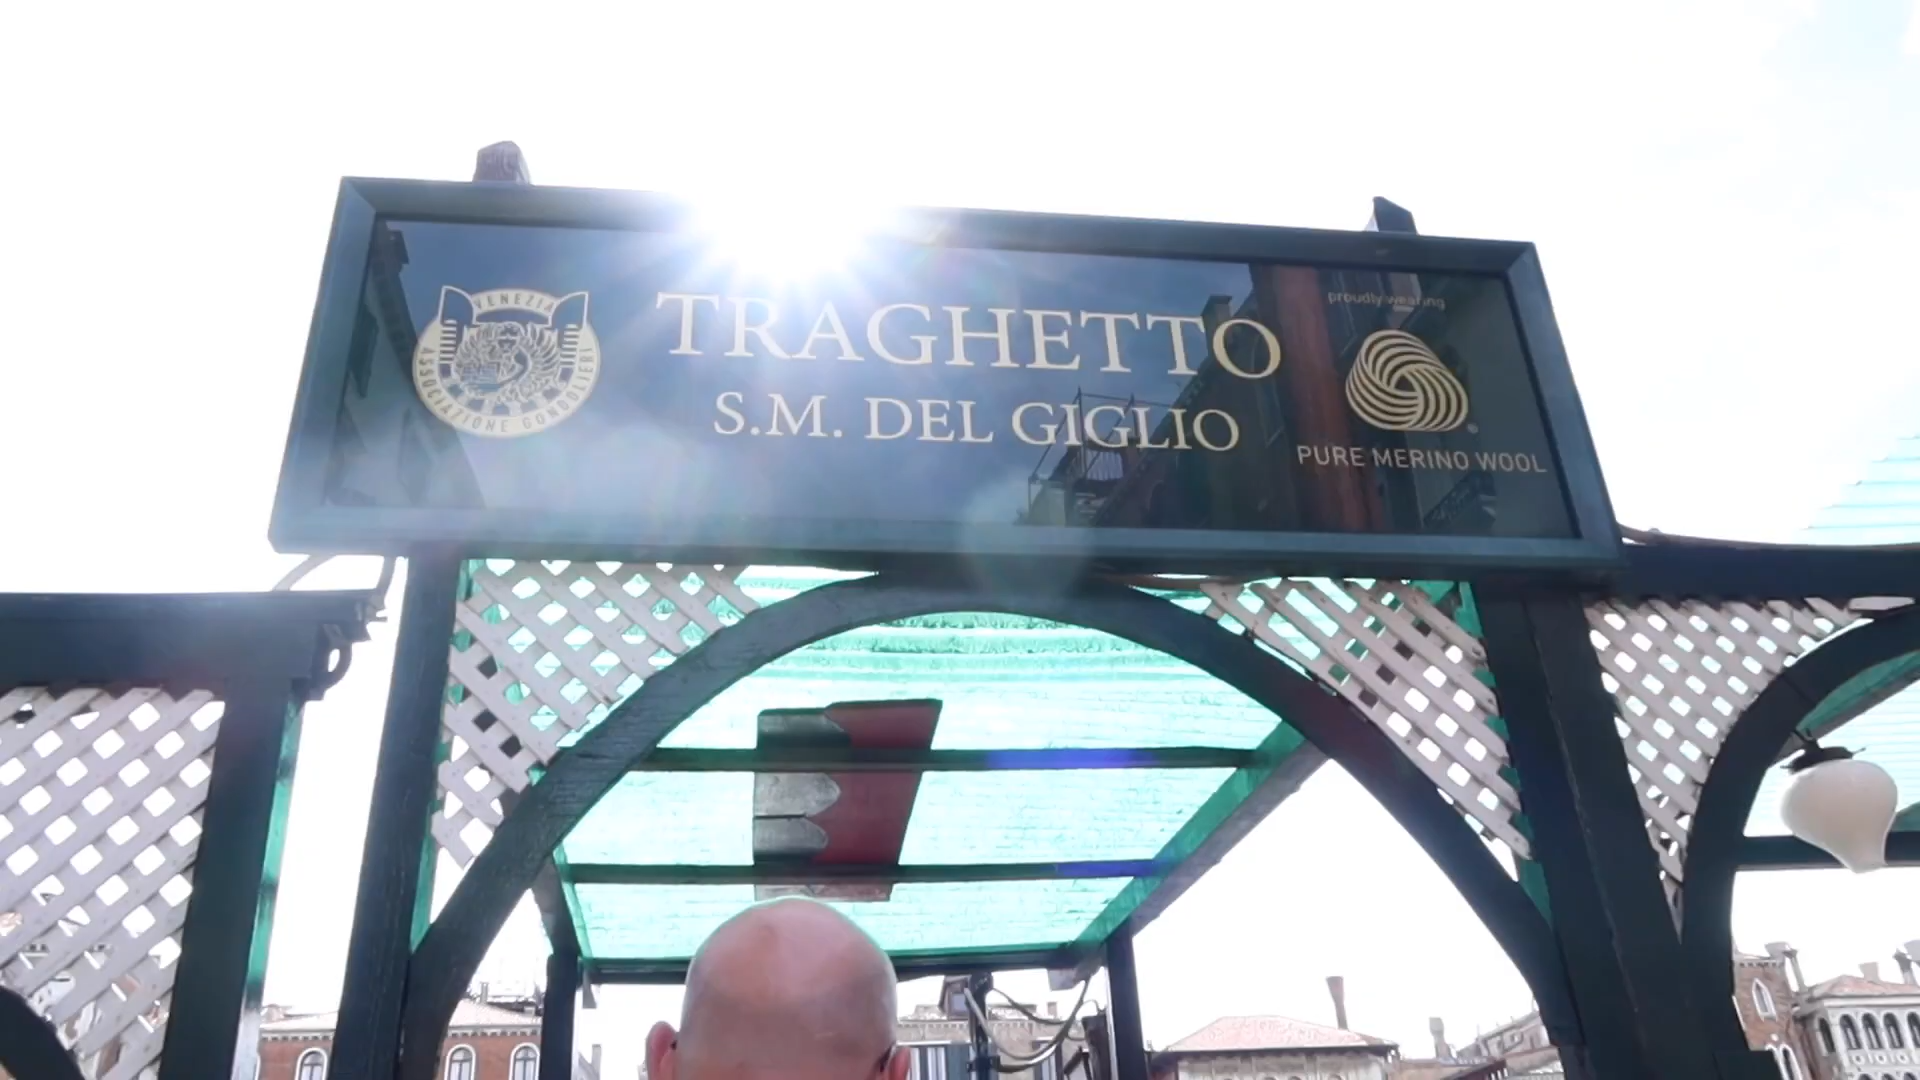 VENEZIA
ASSOCIAZIONE GONDOLIERI
TRAGHETTO
S.M. DEL GIGLIO
proudly wearing
PURE MERINO WOOL